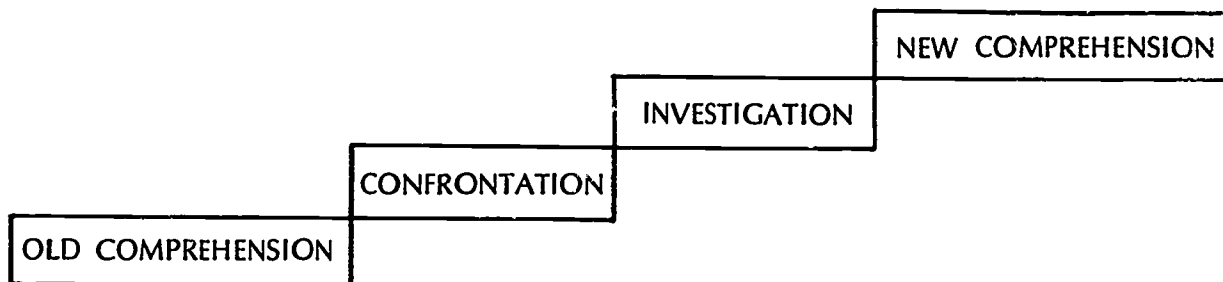 NEW COMPREHENSION
INVESTIGATION
CONFRONTATION
OLD COMPREHENSION